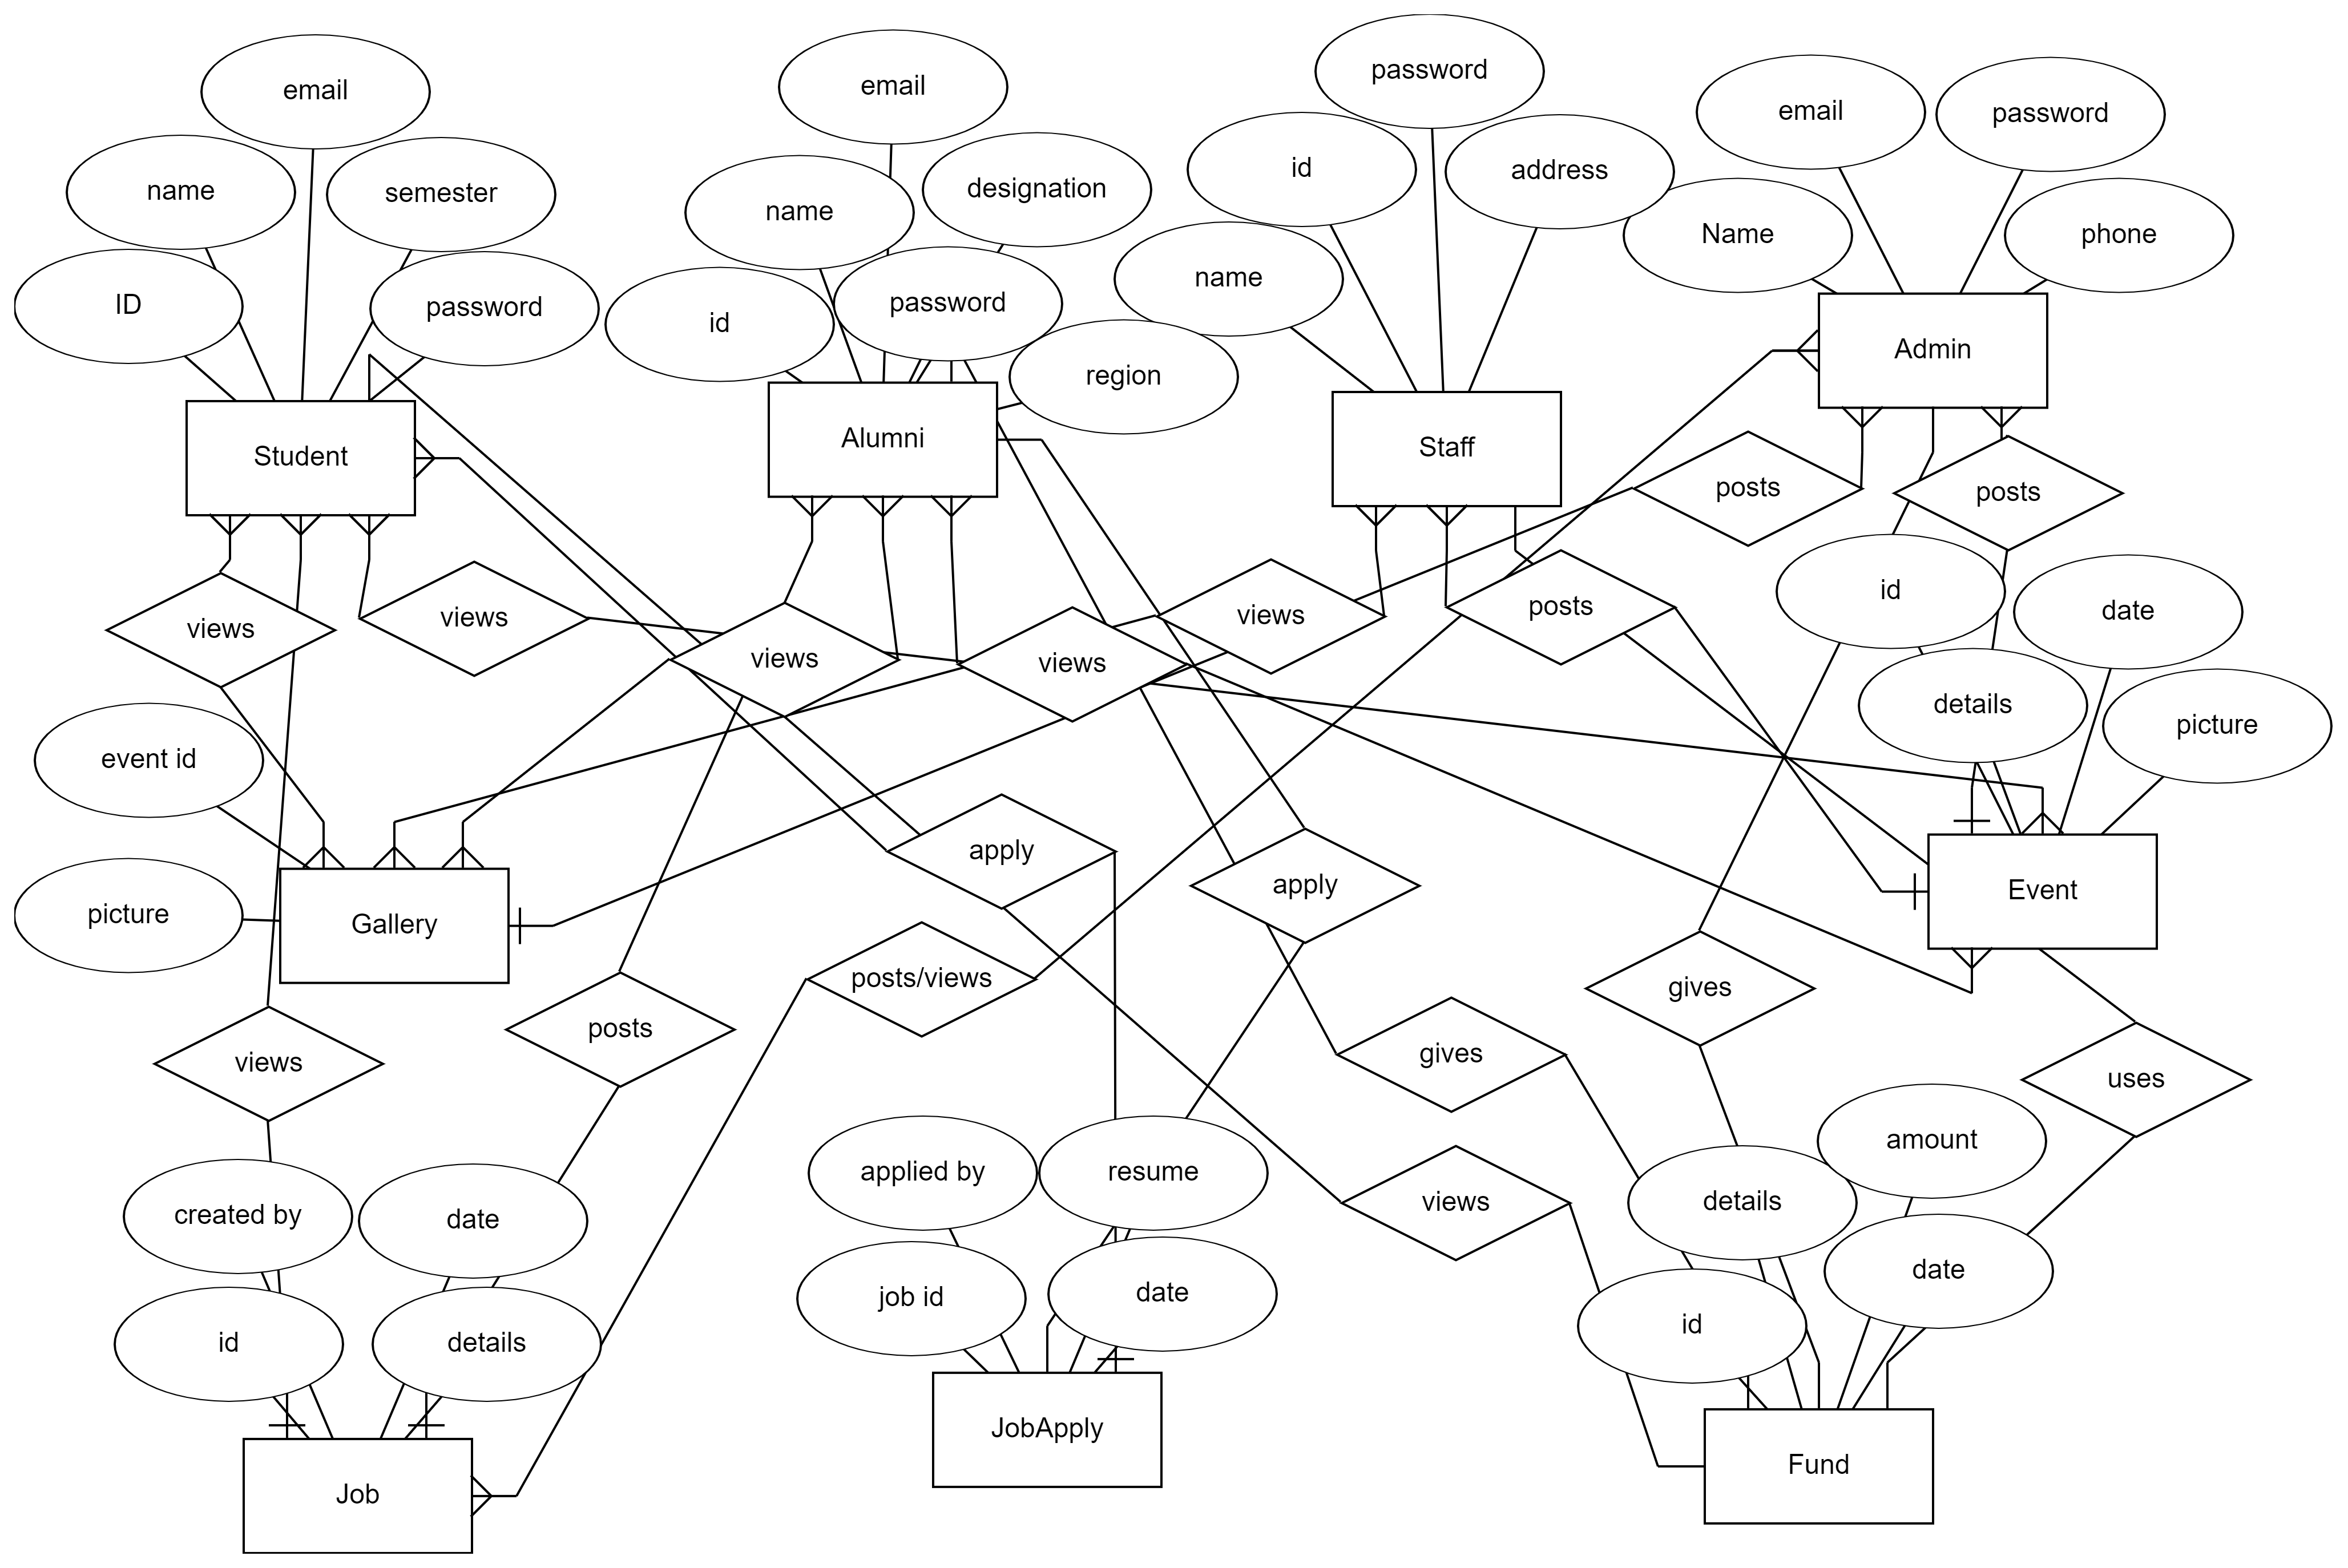 password
email
email
email
password
id
address
name
semester
designation
name
Name
phone
name
ID
password
id
password
Admin
region
Alumni
Staff
Student
posts
posts
id
posts
date
views
views
views
views
views
details
picture
event id
apply
apply
Event
picture
Gallery
posts/views
gives
posts
gives
views
uses
amount
applied by
resume
views
details
created by
date
date
job id
date
id
id
details
JobApply
Fund
Job